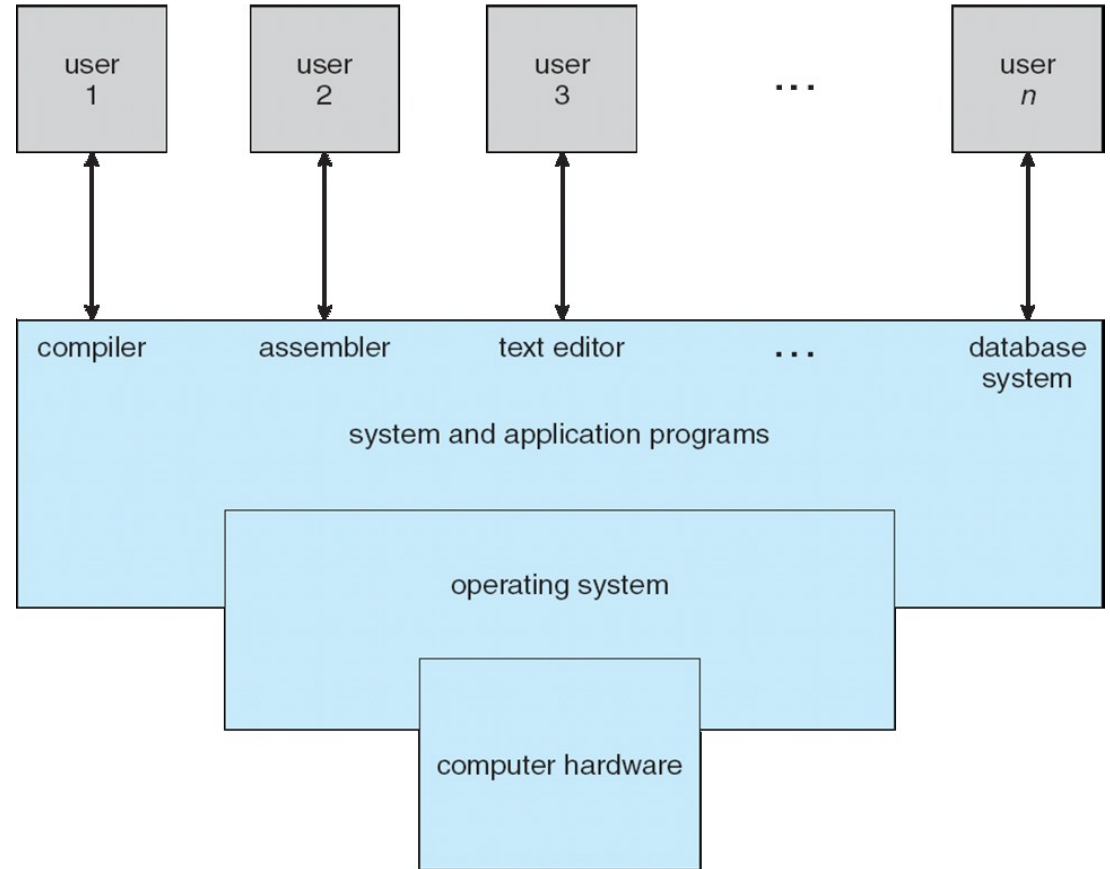 user
1
user
2
user
3
...
user
n
compiler
assembler
text editor
...
database
system
system and application programs
operating system
computer hardware